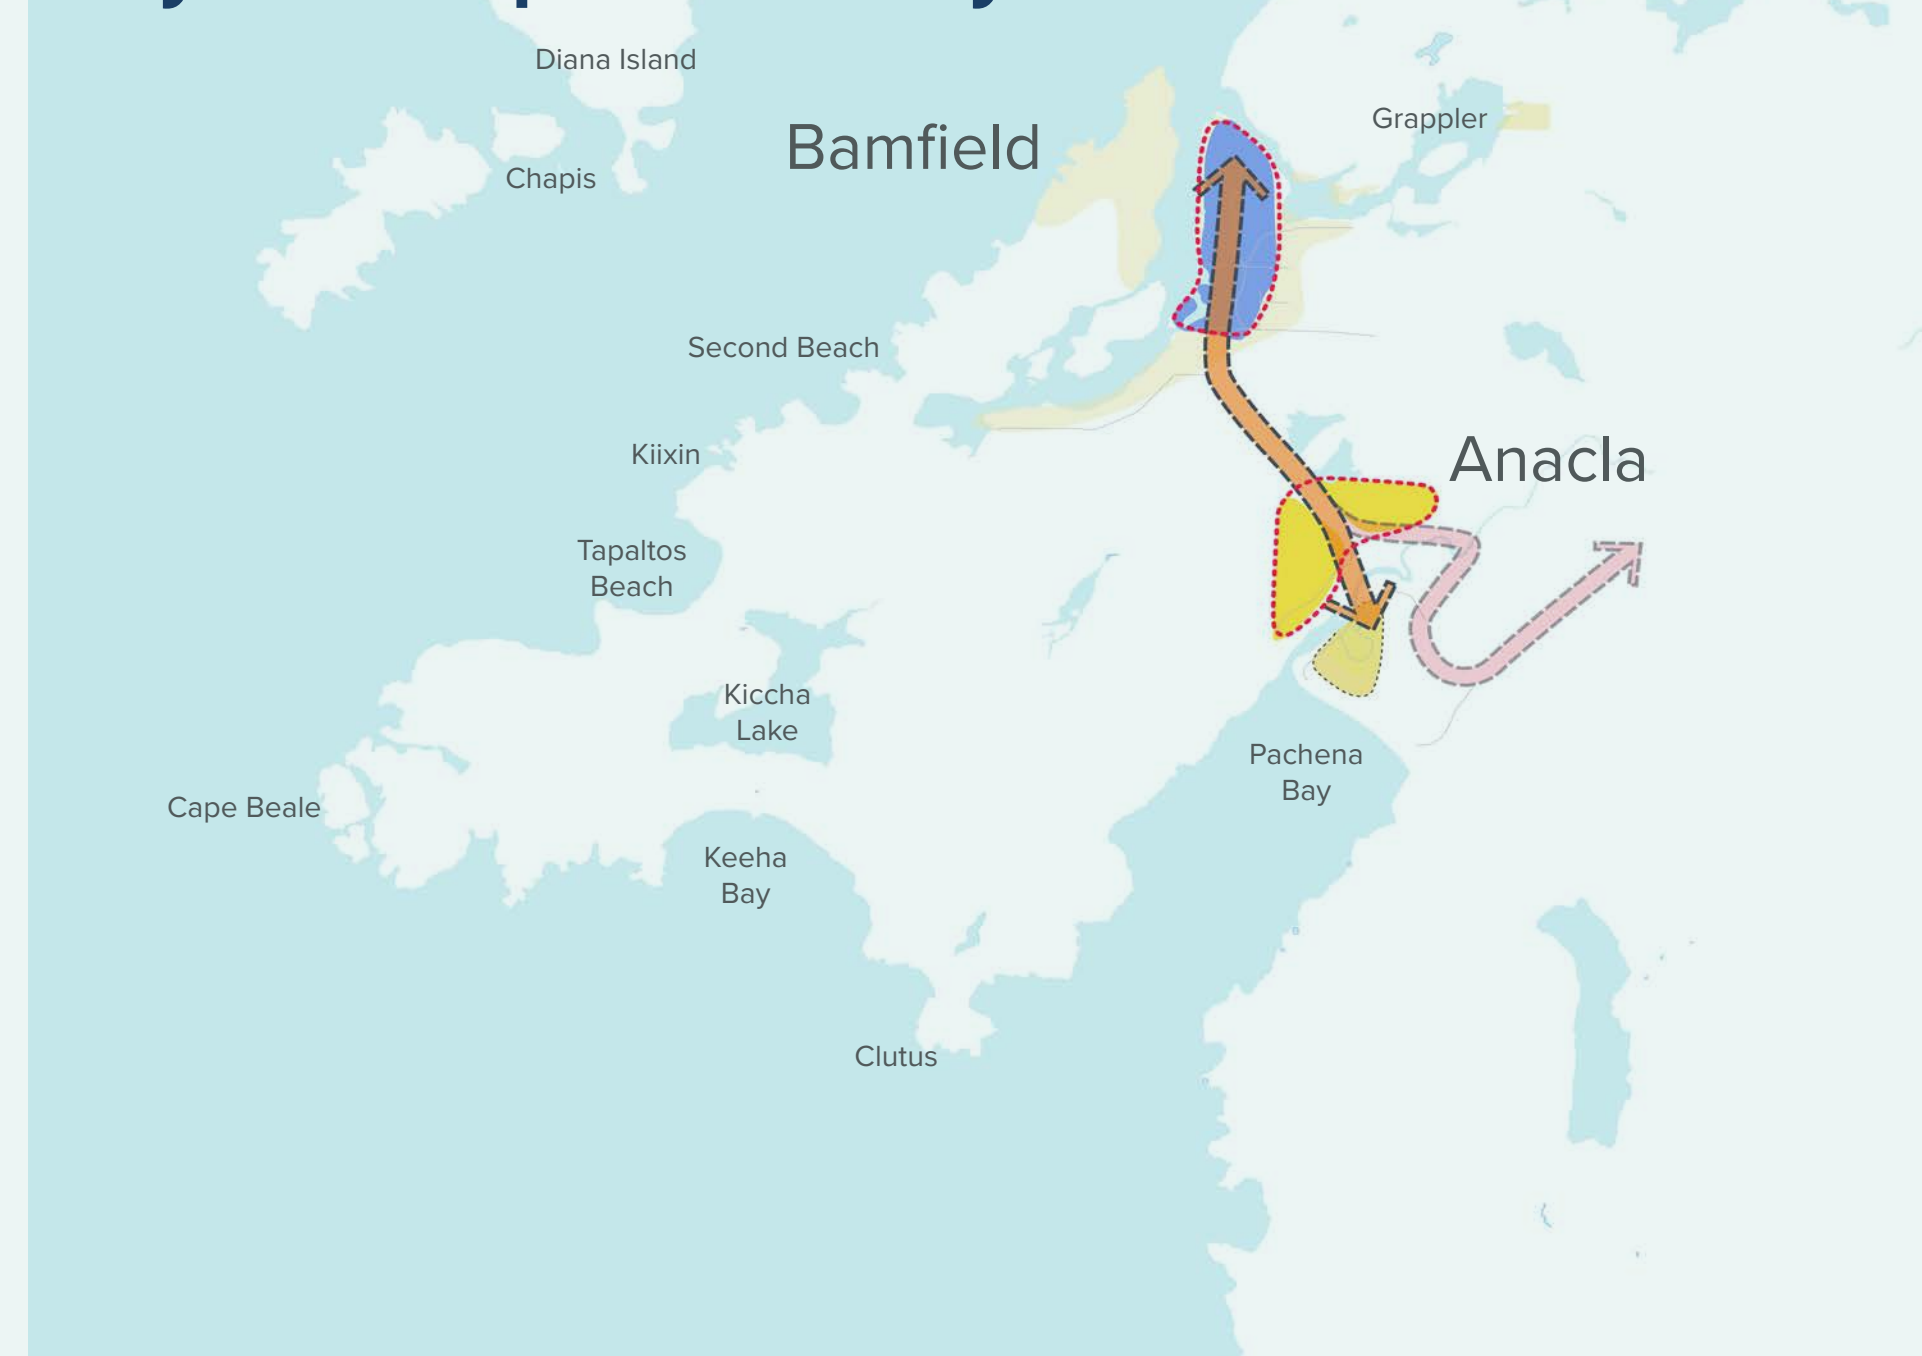 Diana Island
Grappler
Bamfield
Chapis
Second Beach
Kiixin
Anacla
Tapaltos
Beach
Kiccha
Lake
Pachena
Bay
Cape Beale
Keeha
Bay
Clutus